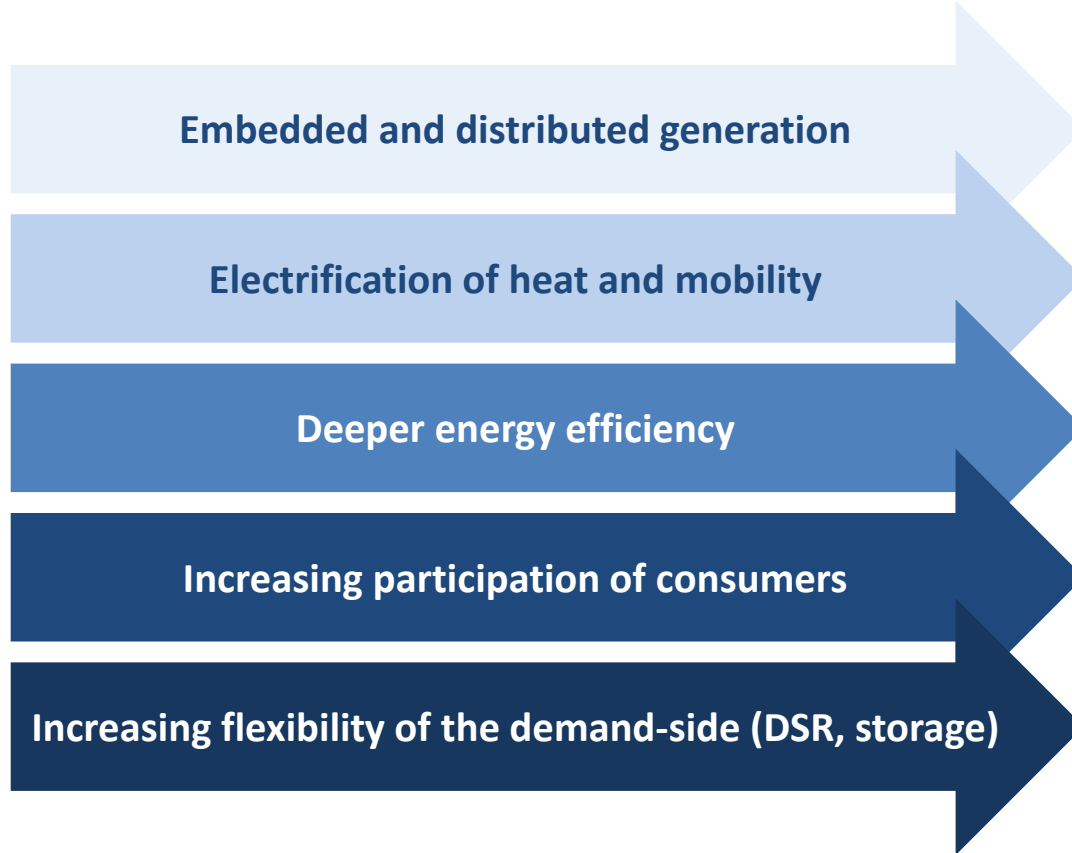 Embedded and distributed generation
Electrification of heat and mobility
Deeper energy efficiency
Increasing participation of consumers
Increasing flexibility of the demand-side (DSR, storage)